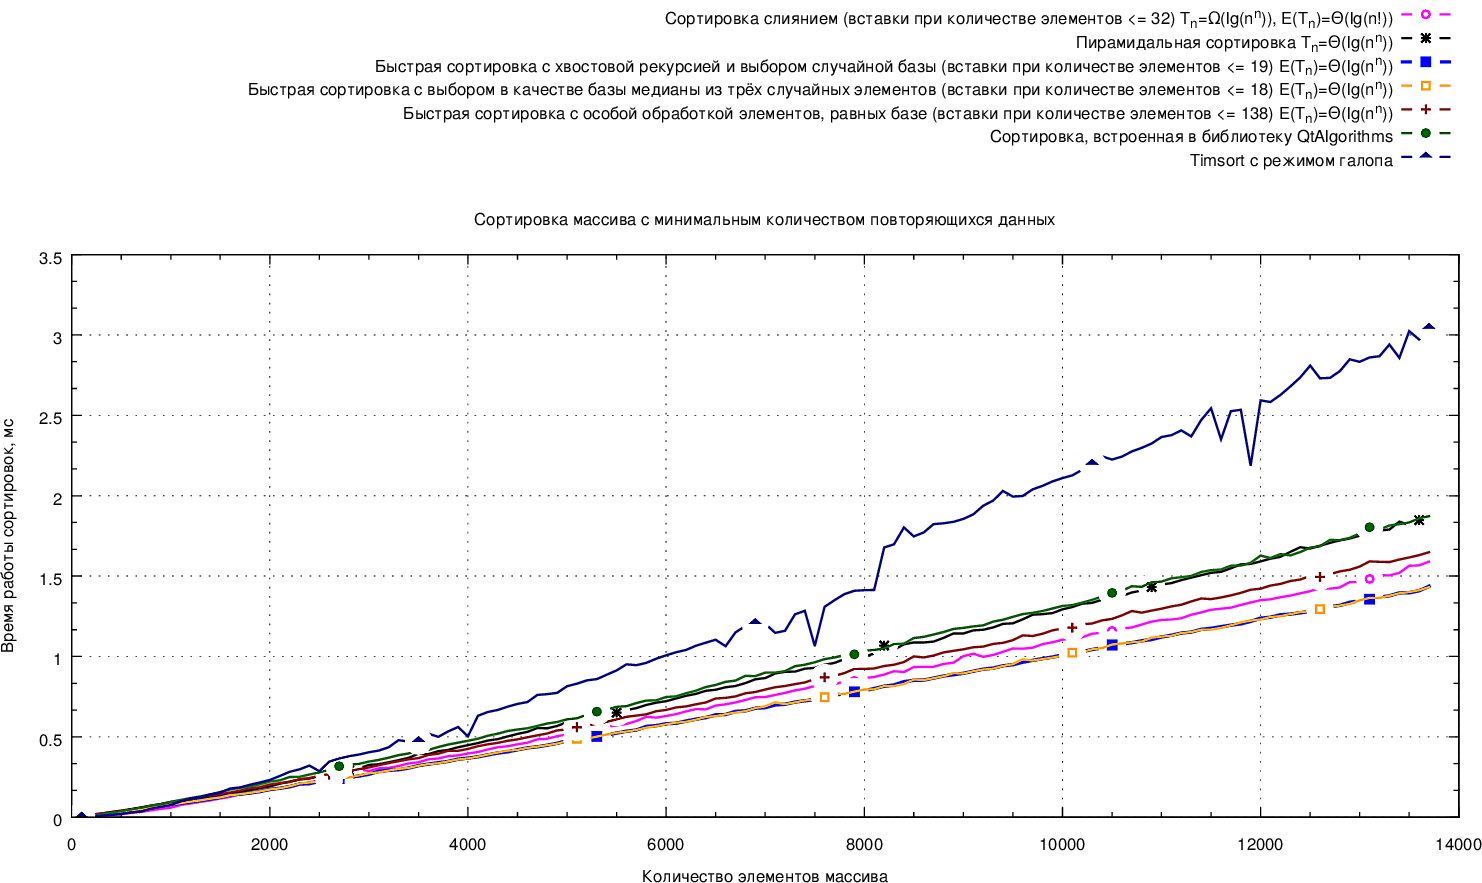 Сортировка слиянием (вставки при количестве элементов <= 32) Tₙ=Ω(lg(nⁿ)), E(Tₙ)=Θ(lg(n!))
Пирамидальная сортировка Tₙ=Θ(lg(nⁿ))
Быстрая сортировка с хвостовой рекурсией и выбором случайной базы (вставки при количестве элементов <= 19) E(Tₙ)=Θ(lg(nⁿ))
Быстрая сортировка с выбором в качестве базы медианы из трёх случайных элементов (вставки при количестве элементов <= 18) E(Tₙ)=Θ(lg(nⁿ))
Быстрая сортировка с особой обработкой элементов, равных базе (вставки при количестве элементов <= 138) E(Tₙ)=Θ(lg(nⁿ))
Сортировка, встроенная в библиотеку QtAlgorithms
Timsort с режимом галопа
Сортировка массива с минимальным количеством повторяющихся данных
Время работы сортировок, мс
3.5
3
2.5
2
1.5
1
0.5
0
0 2000 4000 6000 8000 10000 12000 14000
Количество элементов массива